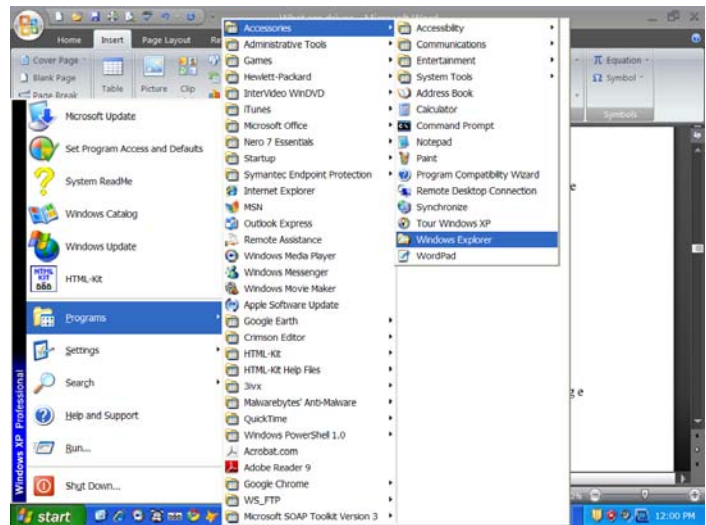 Home Insert Page Layout
Cover Page
Blank Page
Page Break
Table
Picture
Clip
Equation
Symbol
Symbols
Microsoft Update
Set Program Access and Defaults
System ReadMe
Windows Catalog
Windows Update
HTML-Kit
Programs
Settings
Search
Help and Support
Run...
Shut Down...
Windows XP Professional
start
Accessories
Administrative Tools
Games
Hewlett-Packard
InterVideo WinDVD
iTunes
Microsoft Office
Nero 7 Essentials
Startup
Symantec Endpoint Protection
Internet Explorer
MSN
Outlook Express
Remote Assistance
Windows Media Player
Windows Messenger
Windows Movie Maker
Apple Software Update
Google Earth
Crimson Editor
HTML-Kit
HTML-Kit Help Files
3ivx
Malwarebytes' Anti-Malware
QuickTime
Windows PowerShell 1.0
Acrobat.com
Adobe Reader 9
Google Chrome
WS_FTP
Microsoft SOAP Toolkit Version 3
Accessibility
Communications
Entertainment
System Tools
Address Book
Calculator
Command Prompt
Notepad
Paint
Program Compatibility Wizard
Remote Desktop Connection
Synchronize
Tour Windows XP
Windows Explorer
WordPad
12:00 PM